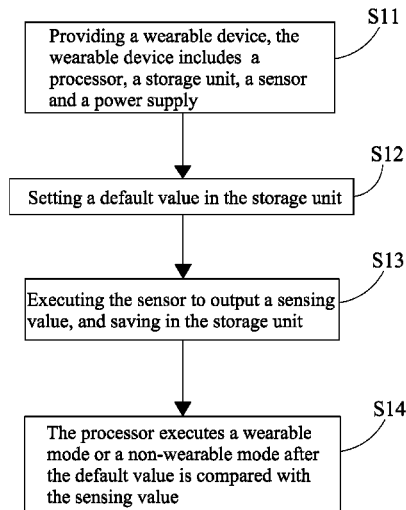 S11
Providing a wearable device, the
wearable device includes a
processor, a storage unit, a sensor
and a power supply
S12
Setting a default value in the storage unit
S13
Executing the sensor to output a sensing
value, and saving in the storage unit
S14
The processor executes a wearable
mode or a non-wearable mode after
the default value is compared with
the sensing value